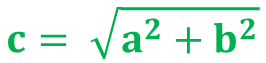 c = √(a² + b²)